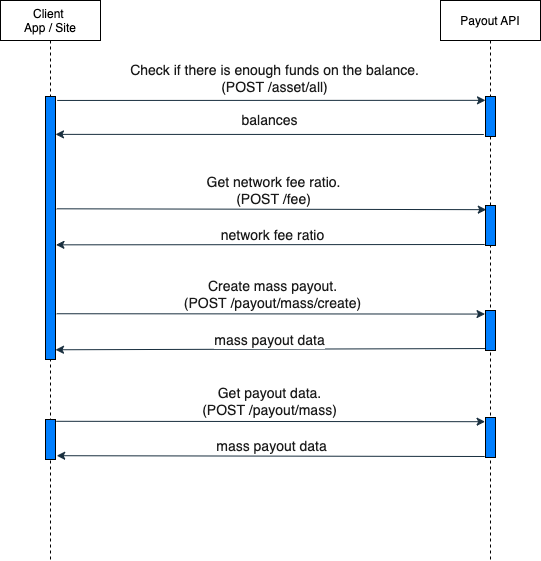 Client
App / Site
Payout API
Check if there is enough funds on the balance.
(POST /asset/all)
balances
Get network fee ratio.
(POST /fee)
network fee ratio
Create mass payout.
(POST /payout/mass/create)
mass payout data
Get payout data.
(POST /payout/mass)
mass payout data